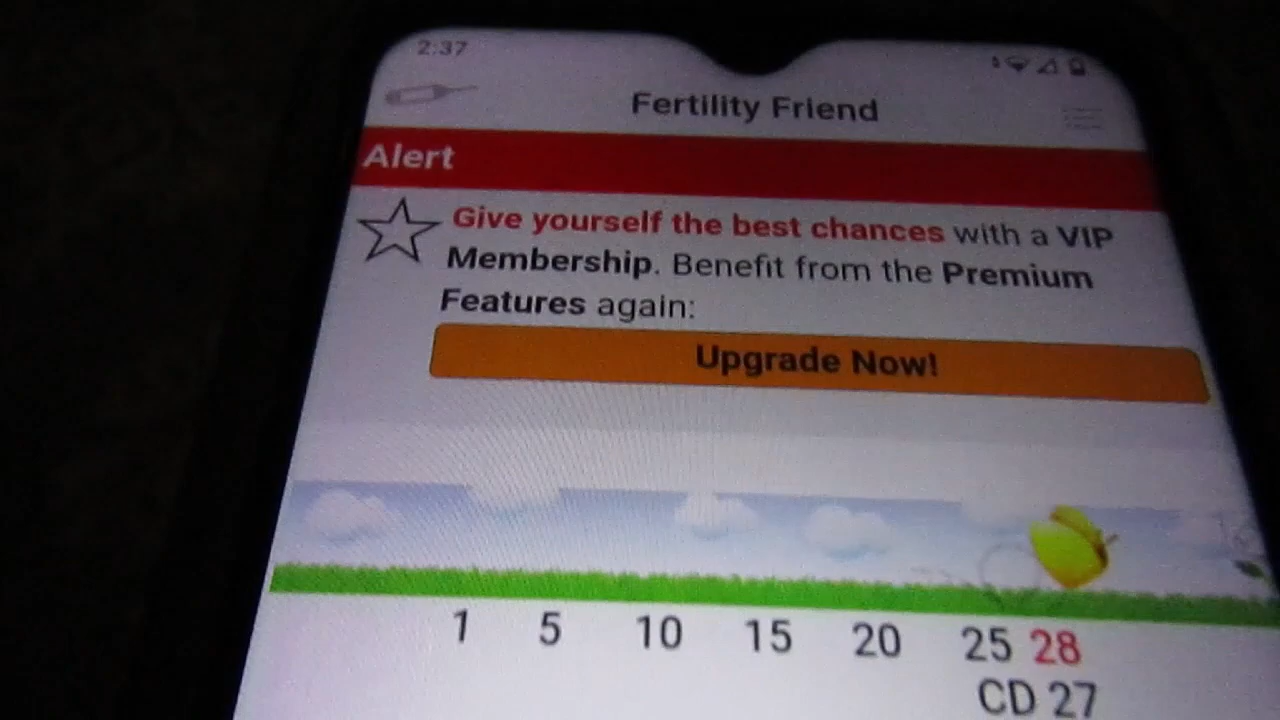 2:37
Fertility Friend
Alert
Give yourself the best chances with a VIP
Membership. Benefit from the Premium
Features again:
Upgrade Now!
1 5 10 15 20 25 28
CD 27